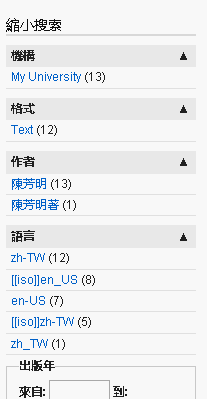 縮小搜索
機構 ▲
My University (13)
格式 ▲
Text (12)
作者 ▲
陳芳明 (13)
陳芳明著 (1)
語言 ▲
zh-TW (12)
[[iso]]en_US (8)
en-US (7)
[[iso]]zh-TW (5)
zh_TW (1)
出版年
來自: 到: